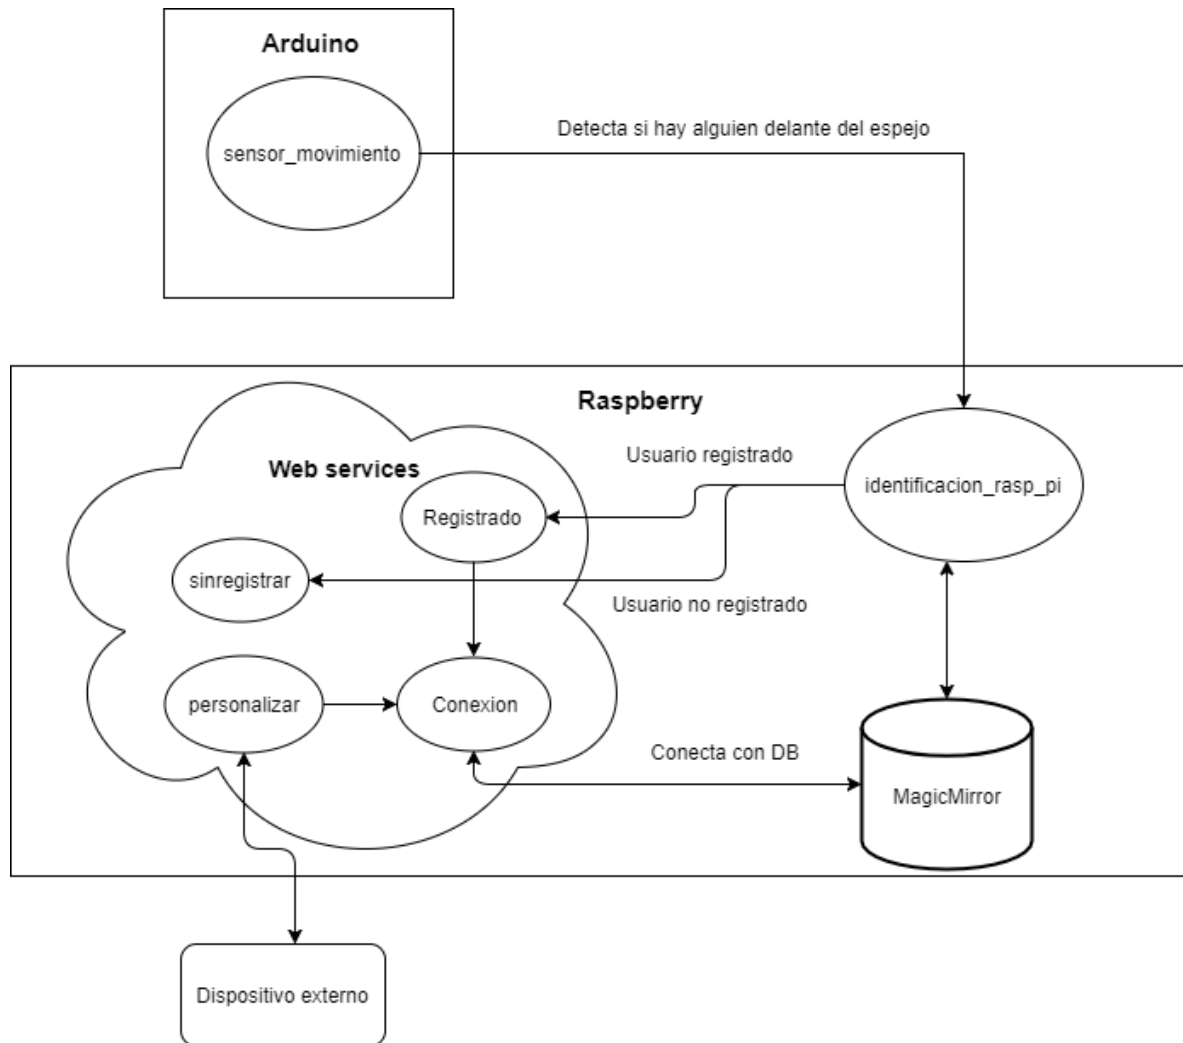 Arduino
sensor_movimiento
Detecta si hay alguien delante del espejo
Raspberry
Web services
Usuario registrado
identificacion_rasp_pi
Registrado
sinregistrar
Usuario no registrado
personalizar
Conexion
Conecta con DB
MagicMirror
Dispositivo externo